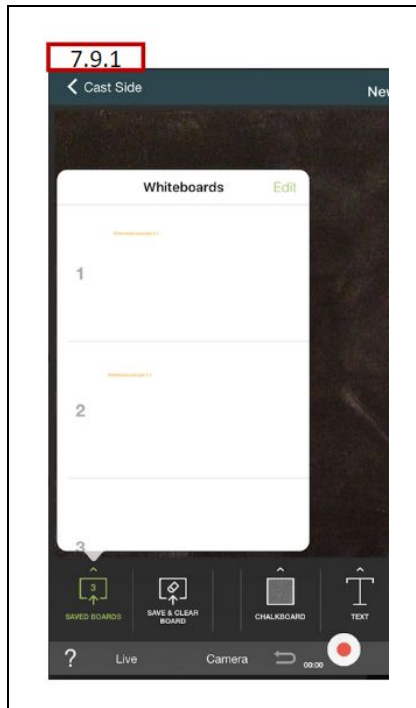 7.9.1
Cast Side
New
Whiteboards Edit
1
2
3
3
SAVED BOARDS
SAVE & CLEAR
BOARD
CHALKBOARD
TEXT
? Live Camera 00:00